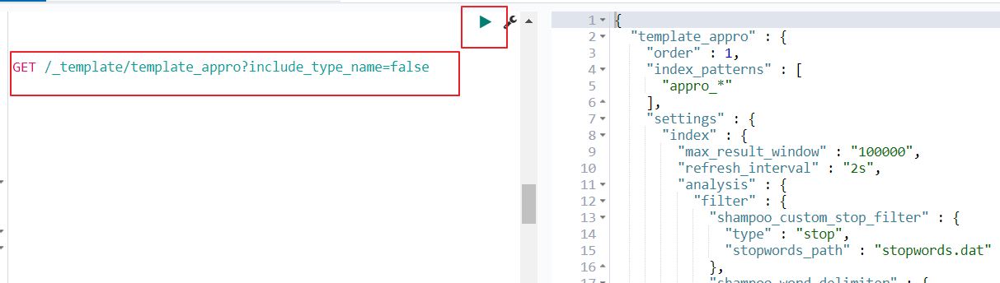 GET /_template/template_appro?include_type_name=false
1 {
2 "template_appro" : {
3 "order" : 1,
4 "index_patterns" : [
5 "appro_*"
6 ],
7 "settings" : {
8 "index" : {
9 "max_result_window" : "100000",
10 "refresh_interval" : "2s",
11 "analysis" : {
12 "filter" : {
13 "shampoo_custom_stop_filter" : {
14 "type" : "stop",
15 "stopwords_path" : "stopwords.dat"
16 },
17 "shampoo_word_delimiter" : {